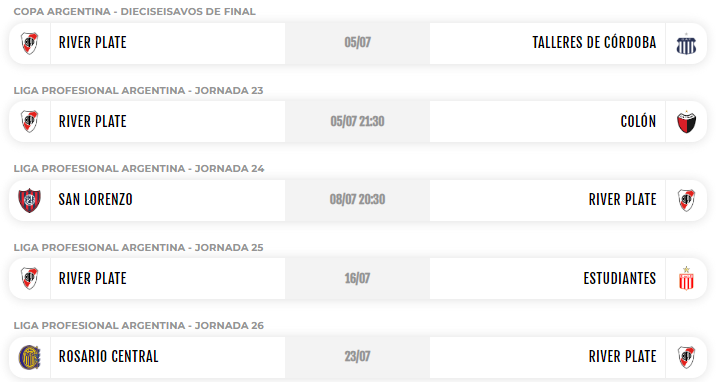 COPA ARGENTINA - DIECISEISAVOS DE FINAL
RIVER PLATE 05/07 TALLERES DE CÓRDOBA
LIGA PROFESIONAL ARGENTINA - JORNADA 23
RIVER PLATE 05/07 21:30 COLÓN
LIGA PROFESIONAL ARGENTINA - JORNADA 24
SAN LORENZO 08/07 20:30 RIVER PLATE
LIGA PROFESIONAL ARGENTINA - JORNADA 25
RIVER PLATE 16/07 ESTUDIANTES
LIGA PROFESIONAL ARGENTINA - JORNADA 26
ROSARIO CENTRAL 23/07 RIVER PLATE